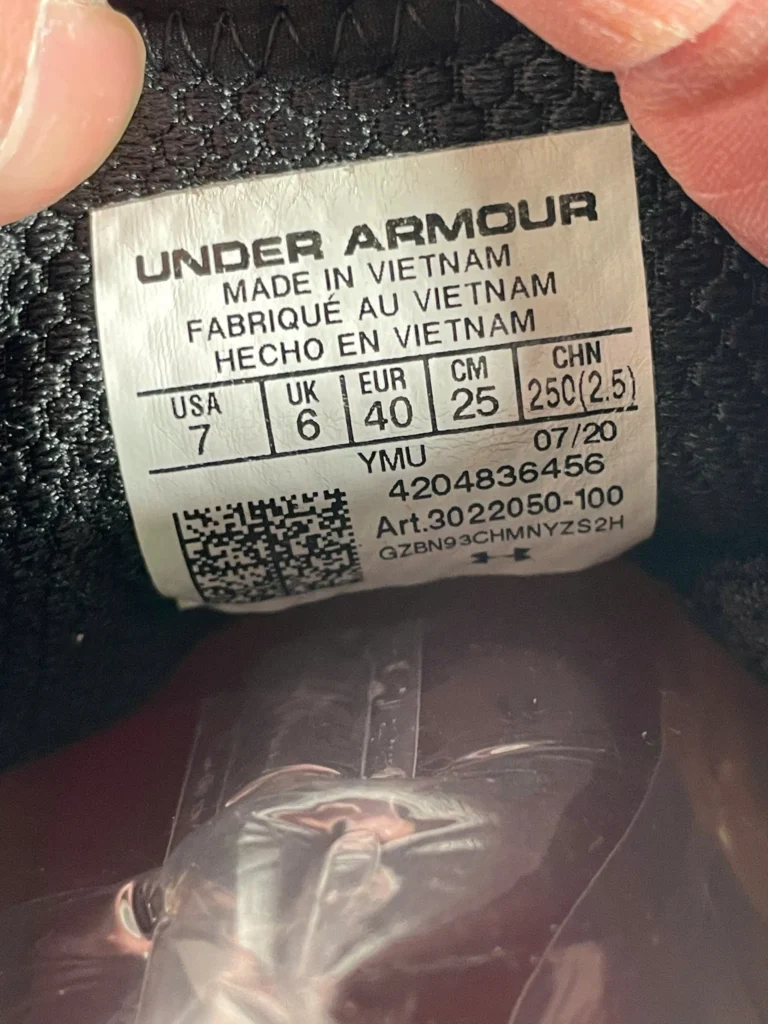 UNDER ARMOUR
MADE IN VIETNAM
FABRIQUÉ AU VIETNAM
HECHO EN VIETNAM
USA UK EUR CM CHN
7 6 40 25 250(2.5)
YMU 07/20
4204836456
Art.3022050-100
GZBN93CHMNYZS2H